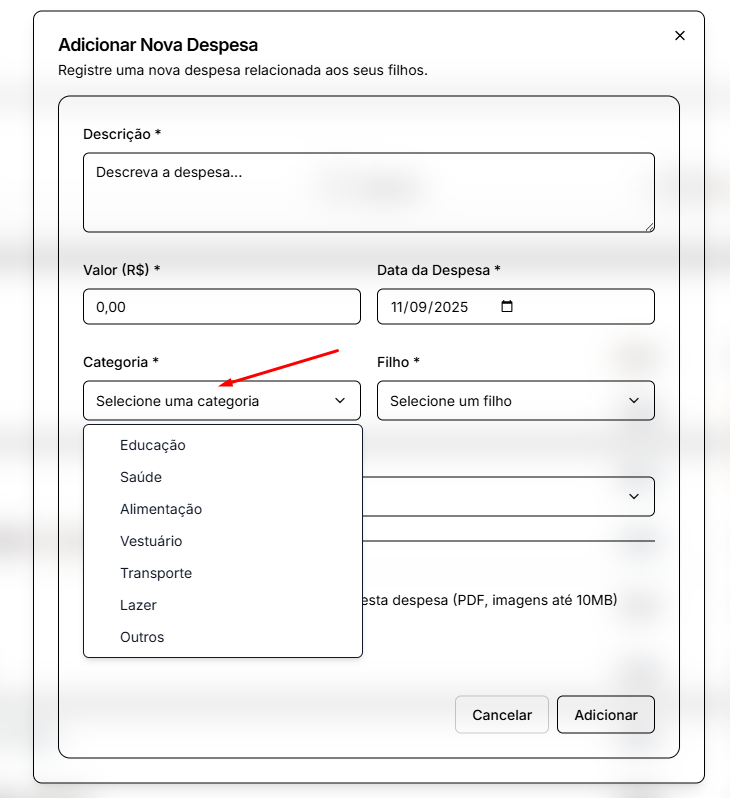 Adicionar Nova Despesa
Registre uma nova despesa relacionada aos seus filhos.
Descrição *
Descreva a despesa...
Valor (R$) *
Data da Despesa *
0,00
11/09/2025
Categoria *
Filho *
Selecione uma categoria
Selecione um filho
Educação
Saúde
Alimentação
Vestuário
Transporte
Lazer
Outros
esta despesa (PDF, imagens até 10MB)
Cancelar
Adicionar